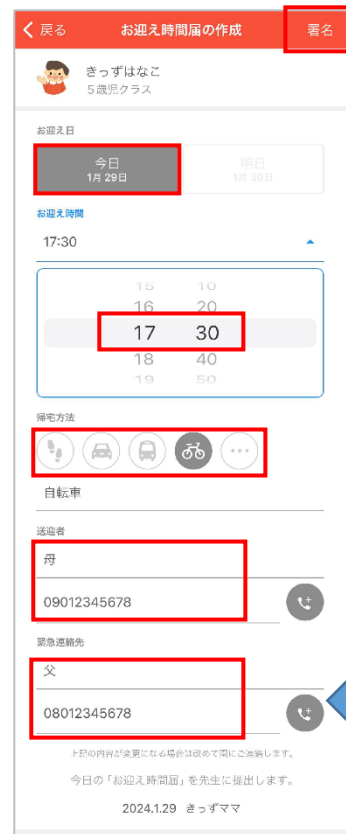 戻る お迎え時間届の作成 署名
きっずはなこ
5歳児クラス
お迎え日
今日 明日
1月 29日 1月 30日
お迎え時間
17:30
15 10
16 20
17 30
18 40
19 50
帰宅方法
自転車
送迎者
母
09012345678
緊急連絡先
父
08012345678
上記の内容が変更になる場合は改めて園にご連絡します。
今日の「お迎え時間届」を先生に提出します。
2024.1.29 きっずママ